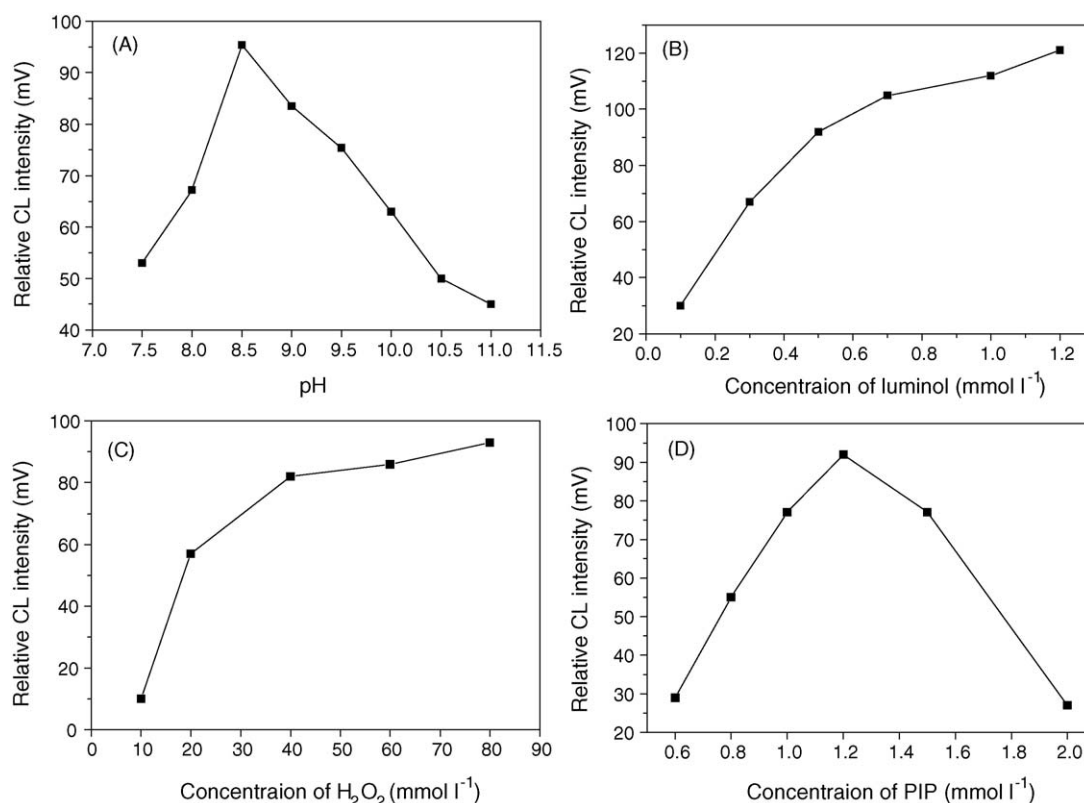 (A)
Relative CL intensity (mV)
100
90
80
70
60
50
40
7.0 7.5 8.0 8.5 9.0 9.5 10.0 10.5 11.0 11.5
pH
(B)
Relative CL intensity (mV)
120
100
80
60
40
20
0.0 0.2 0.4 0.6 0.8 1.0 1.2
Concentraion of luminol (mmol l⁻¹)
(C)
Relative CL intensity (mV)
100
80
60
40
20
0
0 10 20 30 40 50 60 70 80 90
Concentraion of H₂O₂ (mmol l⁻¹)
(D)
Relative CL intensity (mV)
100
90
80
70
60
50
40
30
20
0.6 0.8 1.0 1.2 1.4 1.6 1.8 2.0
Concentraion of PIP (mmol l⁻¹)